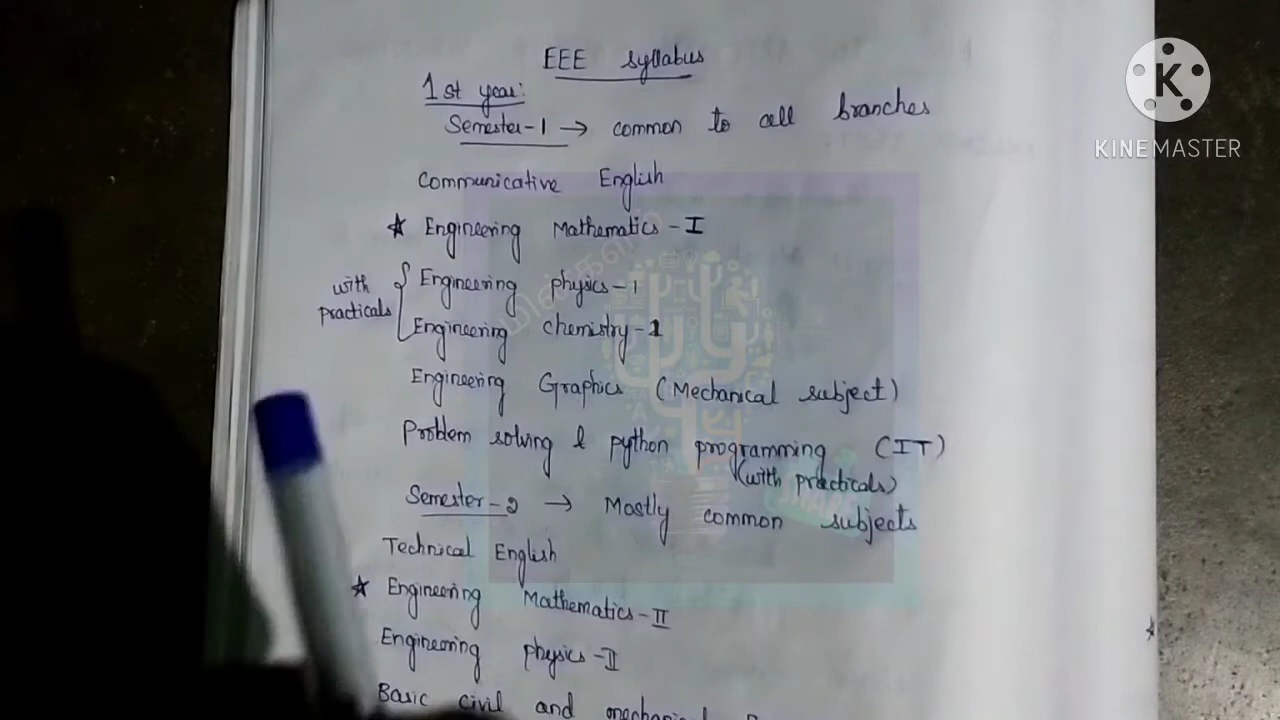 EEE syllabus
1st year:
Semester-1 → common to all branches
Communicative English
★ Engineering Mathematics - I
with practicals { Engineering physics-1
Engineering chemistry-1
Engineering Graphics (Mechanical subject)
Problem solving & python programming (IT)
(with practicals)
Semester-2 → Mostly common subjects
Technical English
★ Engineering Mathematics-II
Engineering physics-II
Basic civil and mechanical
K
KINEMASTER